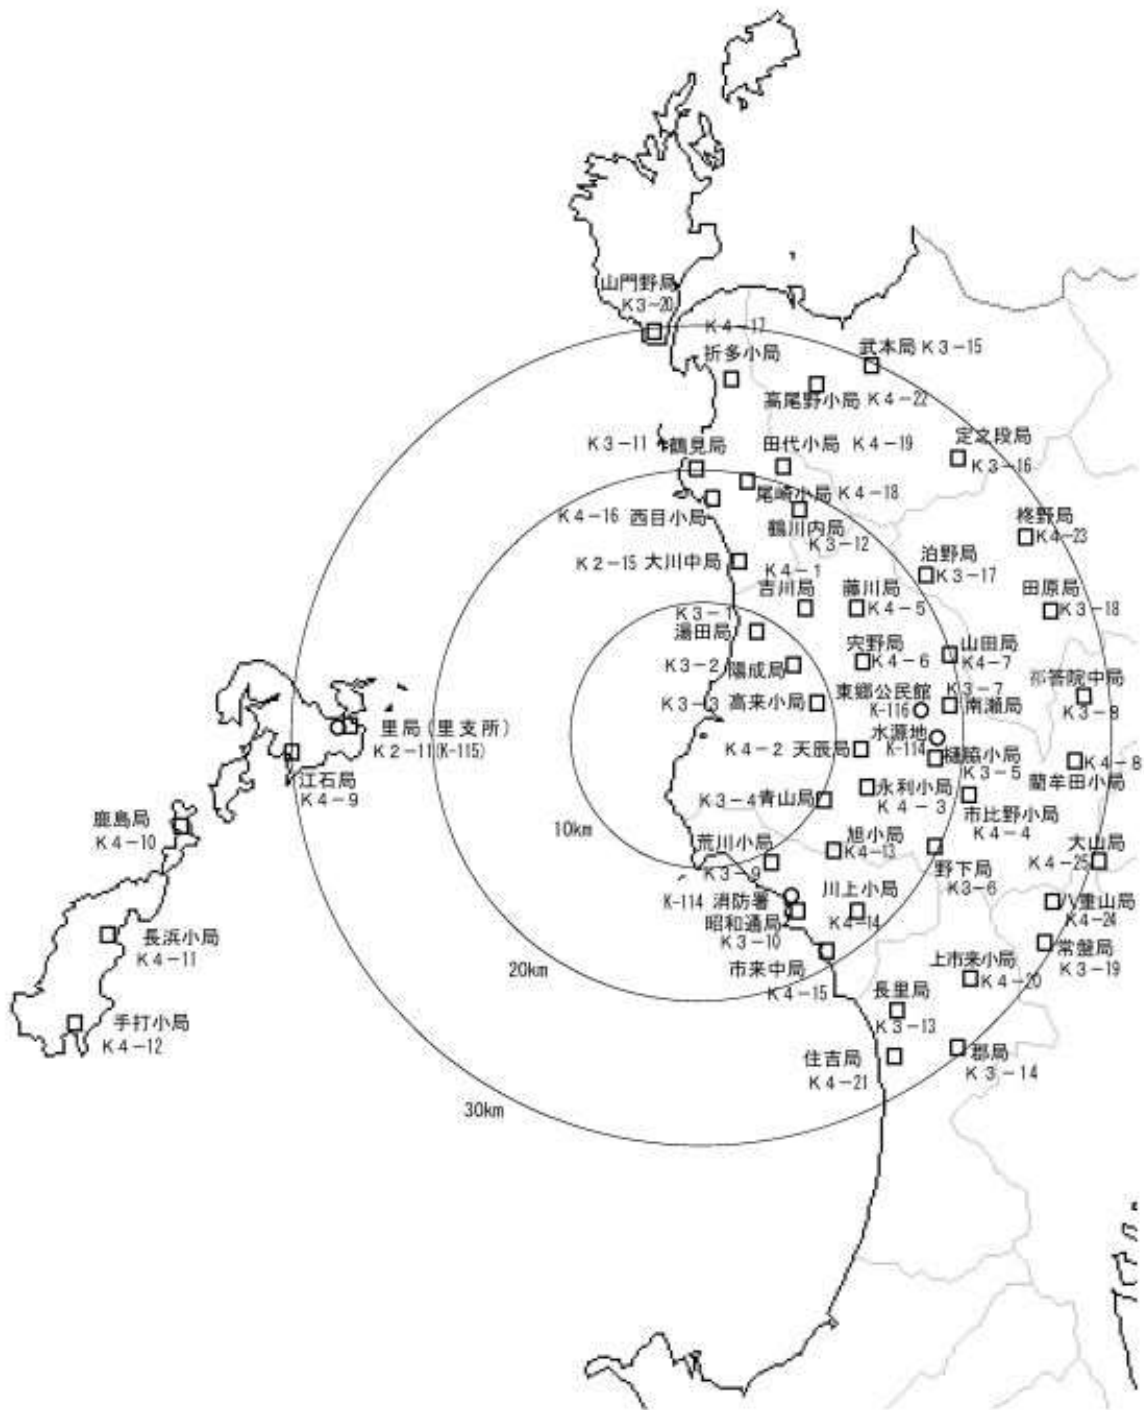 山門野局
K3-20
K4-17
折多小局
武本局 K3-15
高尾野小局 K4-22
K3-11 鶴見局
田代小局 K4-19
定之段局
K3-16
尾崎小局 K4-18
K4-16 西目小局
鶴川内局
K3-12
柊野局
K4-23
K2-15 大川中局
K4-1
吉川局
藤川局
K4-5
泊野局
K3-17
田原局
K3-18
K3-1
湯田局
K3-2 陽成局
宍野局
K4-6
山田局
K4-7
K3-3 高来小局
東郷公民館
K-116
K3-7
南瀬局
祁答院中局
K3-8
里局(里支所)
K2-11(K-115)
江石局
K4-9
K4-2 天辰局
水源地
K-114
樋脇小局
K3-5
K4-8
藺牟田小局
K3-4 青山局
永利小局
K4-3
市比野小局
K4-4
鹿島局
K4-10
10km
荒川小局
K3-9
旭小局
K4-13
野下局
K3-6
大山局
K4-25
K-114 消防署
昭和通局
K3-10
川上小局
K4-14
八重山局
K4-24
長浜小局
K4-11
20km
市来中局
K4-15
上市来小局
K4-20
常盤局
K3-19
長里局
K3-13
手打小局
K4-12
住吉局
K4-21
郡局
K3-14
30km